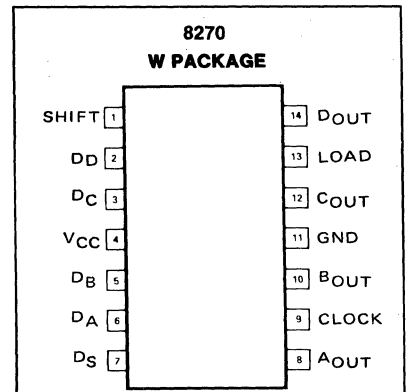 8270
W PACKAGE
SHIFT 1 14 DOUT
DD 2 13 LOAD
DC 3 12 COUT
VCC 4 11 GND
DB 5 10 BOUT
DA 6 9 CLOCK
DS 7 8 AOUT